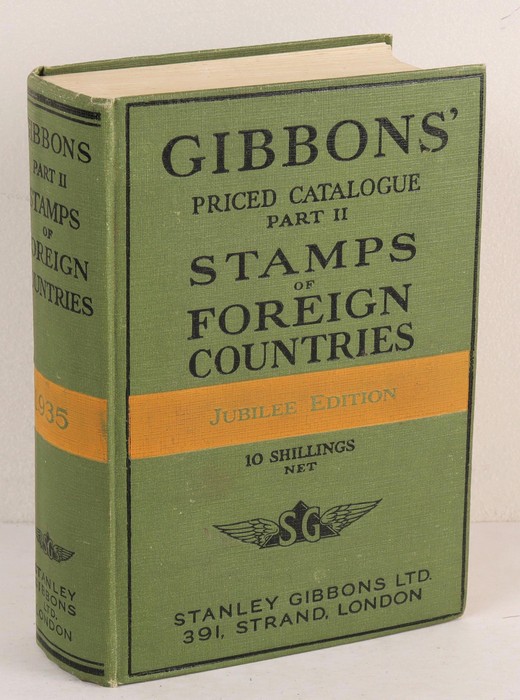 GIBBONS'
PRICED CATALOGUE
PART II
STAMPS
OF
FOREIGN
COUNTRIES
JUBILEE EDITION
10 SHILLINGS
NET
SG
STANLEY GIBBONS LTD.
391, STRAND, LONDON
GIBBONS
PART II
STAMPS
OF
FOREIGN
COUNTRIES
1935
STANLEY
GIBBONS
LTD.
LONDON